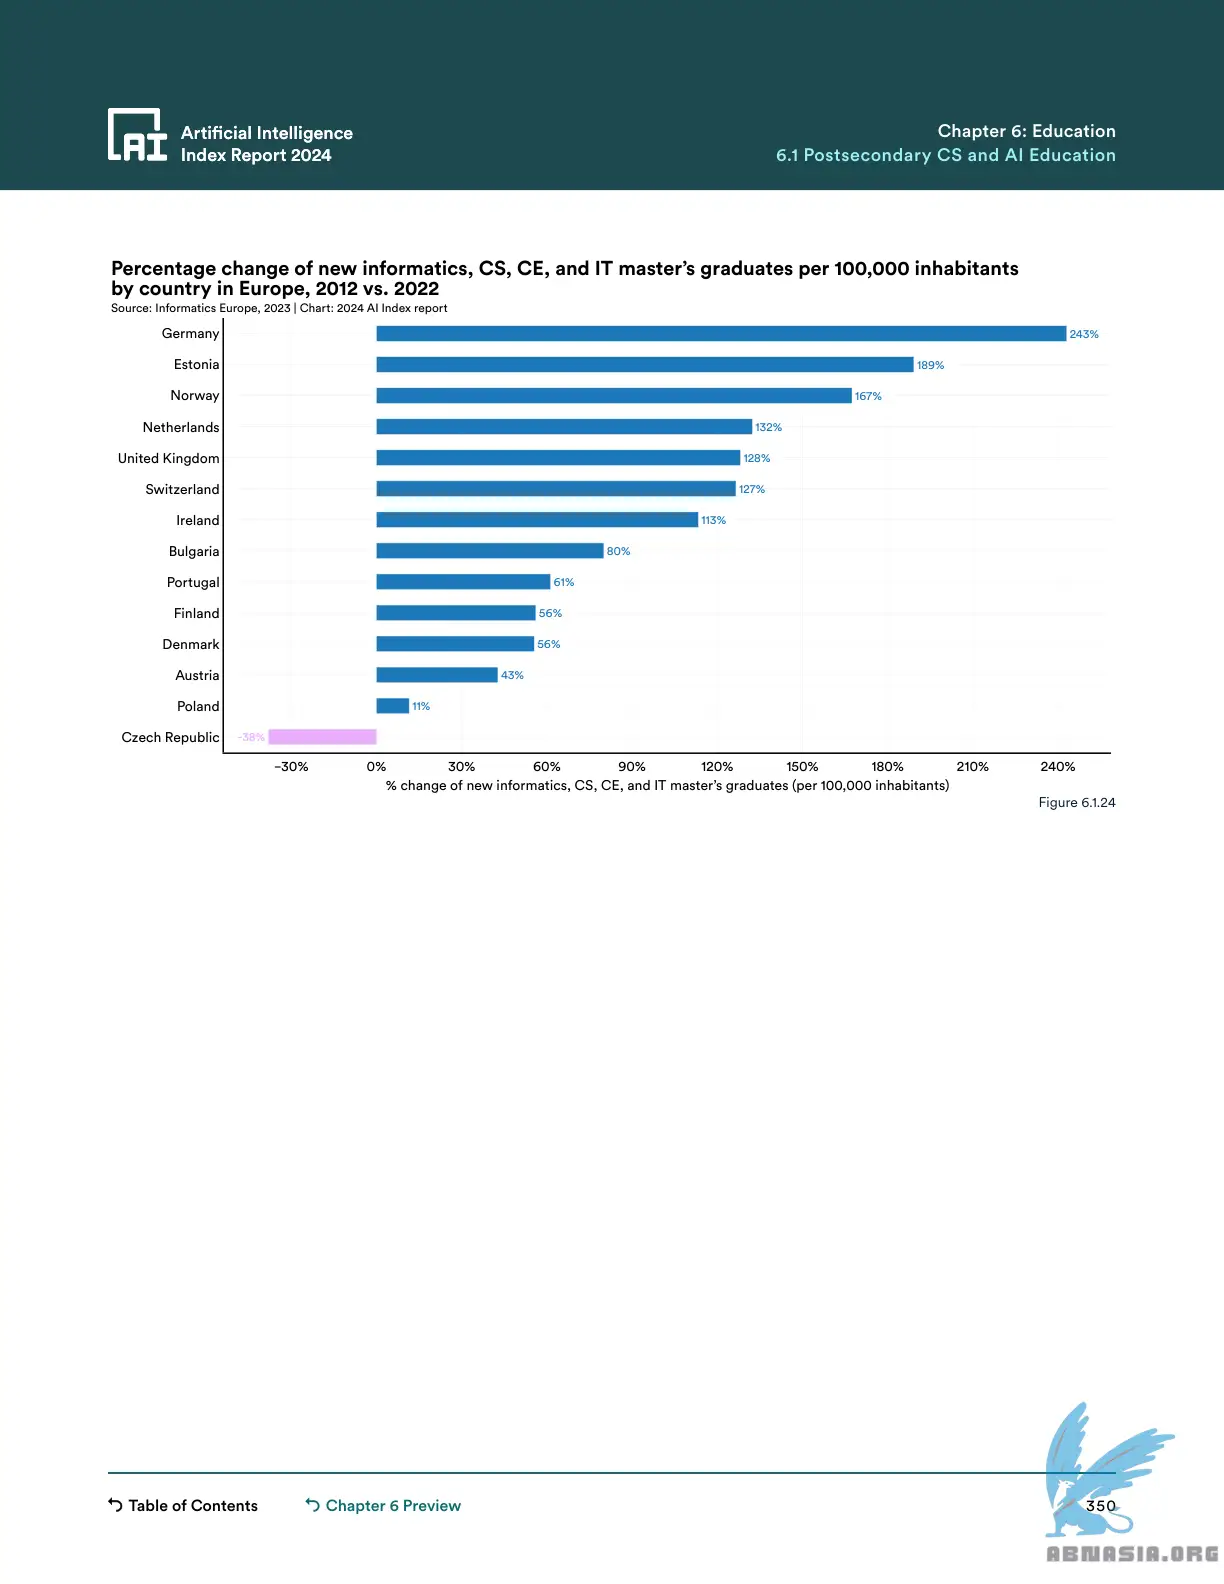 AI
Artificial Intelligence
Index Report 2024
Chapter 6: Education
6.1 Postsecondary CS and AI Education
Percentage change of new informatics, CS, CE, and IT master’s graduates per 100,000 inhabitants
by country in Europe, 2012 vs. 2022
Source: Informatics Europe, 2023 | Chart: 2024 AI Index report
Germany 243%
Estonia 189%
Norway 167%
Netherlands 132%
United Kingdom 128%
Switzerland 127%
Ireland 113%
Bulgaria 80%
Portugal 61%
Finland 56%
Denmark 56%
Austria 43%
Poland 11%
Czech Republic -38%
−30% 0% 30% 60% 90% 120% 150% 180% 210% 240%
% change of new informatics, CS, CE, and IT master’s graduates (per 100,000 inhabitants)
Figure 6.1.24
Table of Contents
Chapter 6 Preview
350
ABNASIA.ORG